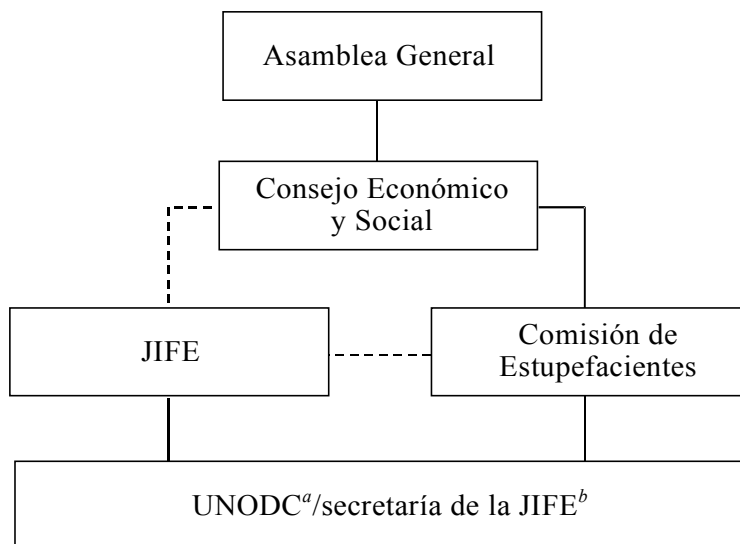 Asamblea General
Consejo Económico
y Social
JIFE
Comisión de
Estupefacientes
UNODCᵃ/secretaría de la JIFEᵇ